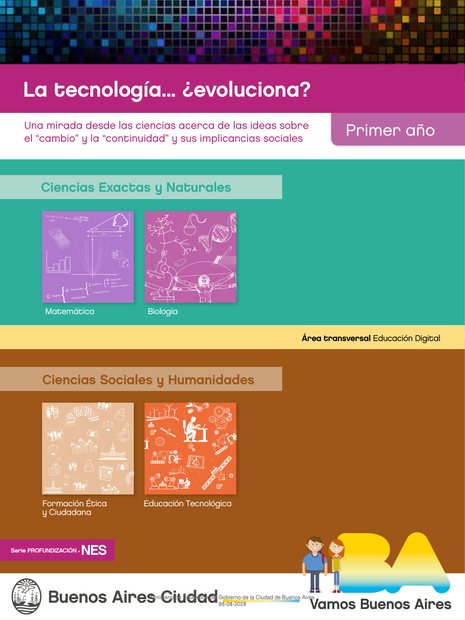 La tecnología... ¿evoluciona?
Una mirada desde las ciencias acerca de las ideas sobre
el “cambio” y la “continuidad” y sus implicancias sociales
Primer año
Ciencias Exactas y Naturales
Matemática
Biología
Área transversal Educación Digital
Ciencias Sociales y Humanidades
Formación Ética
y Ciudadana
Educación Tecnológica
Serie PROFUNDIZACIÓN · NES
BA
Buenos Aires Ciudad
Gobierno de la Ciudad de Buenos Aires
Vamos Buenos Aires